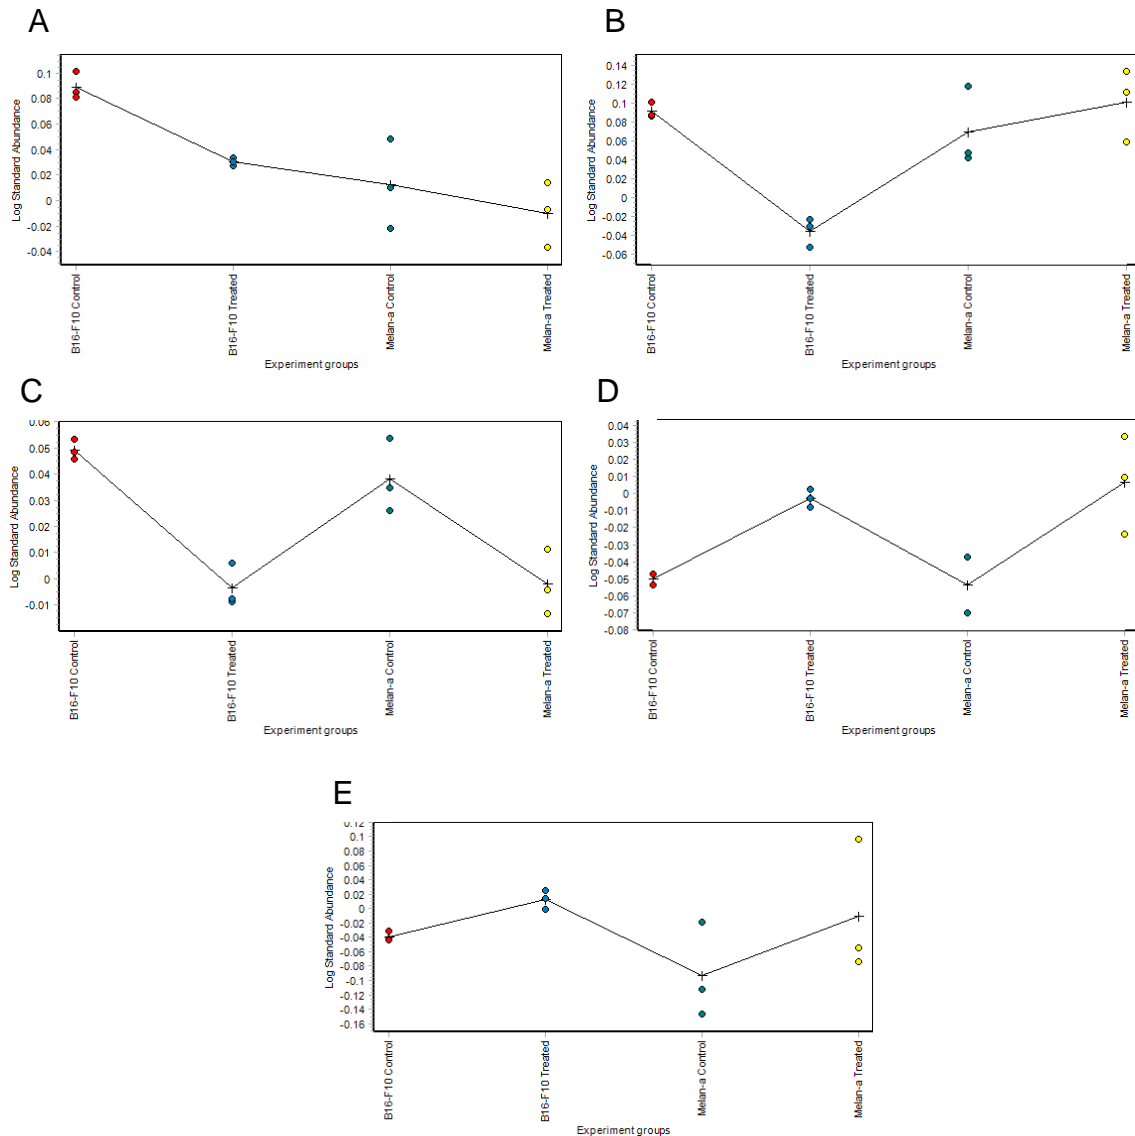 A
B
Log Standard Abundance
0.1
0.08
0.06
0.04
0.02
0
-0.02
-0.04
B16-F10 Control
B16-F10 Treated
Melan-a Control
Melan-a Treated
Experiment groups
Log Standard Abundance
0.14
0.12
0.1
0.08
0.06
0.04
0.02
0
-0.02
-0.04
-0.06
B16-F10 Control
B16-F10 Treated
Melan-a Control
Melan-a Treated
Experiment groups
C
D
Log Standard Abundance
0.06
0.05
0.04
0.03
0.02
0.01
0
-0.01
B16-F10 Control
B16-F10 Treated
Melan-a Control
Melan-a Treated
Experiment groups
Log Standard Abundance
0.04
0.03
0.02
0.01
0
-0.01
-0.02
-0.03
-0.04
-0.05
-0.06
-0.07
-0.08
B16-F10 Control
B16-F10 Treated
Melan-a Control
Melan-a Treated
Experiment groups
E
Log Standard Abundance
0.12
0.1
0.08
0.06
0.04
0.02
0
-0.02
-0.04
-0.06
-0.08
-0.1
-0.12
-0.14
-0.16
B16-F10 Control
B16-F10 Treated
Melan-a Control
Melan-a Treated
Experiment groups